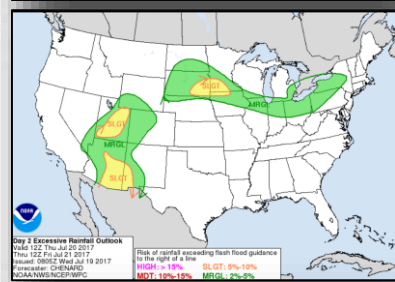 SLGT
MRGL
SLGT
MRGL
SLGT
NOAA
Day 2 Excessive Rainfall Outlook
Valid 12Z Thu Jul 20 2017
Thru 12Z Fri Jul 21 2017
Issued: 0805Z Wed Jul 19 2017
Forecaster: CHENARD
NOAA/NWS/NCEP/WPC
Risk of rainfall exceeding flash flood guidance
to the right of a line
HIGH: > 15% SLGT: 5%-10%
MDT: 10%-15% MRGL: 2%-5%